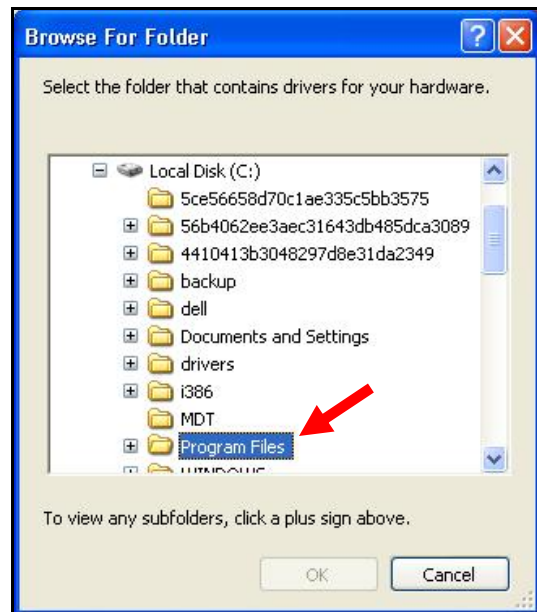 Browse For Folder
Select the folder that contains drivers for your hardware.
Local Disk (C:)
5ce56658d70c1ae335c5bb3575
56b4062ee3aec31643db485dca3089
4410413b3048297d8e31da2349
backup
dell
Documents and Settings
drivers
i386
MDT
Program Files
WINDOWS
To view any subfolders, click a plus sign above.
OK
Cancel